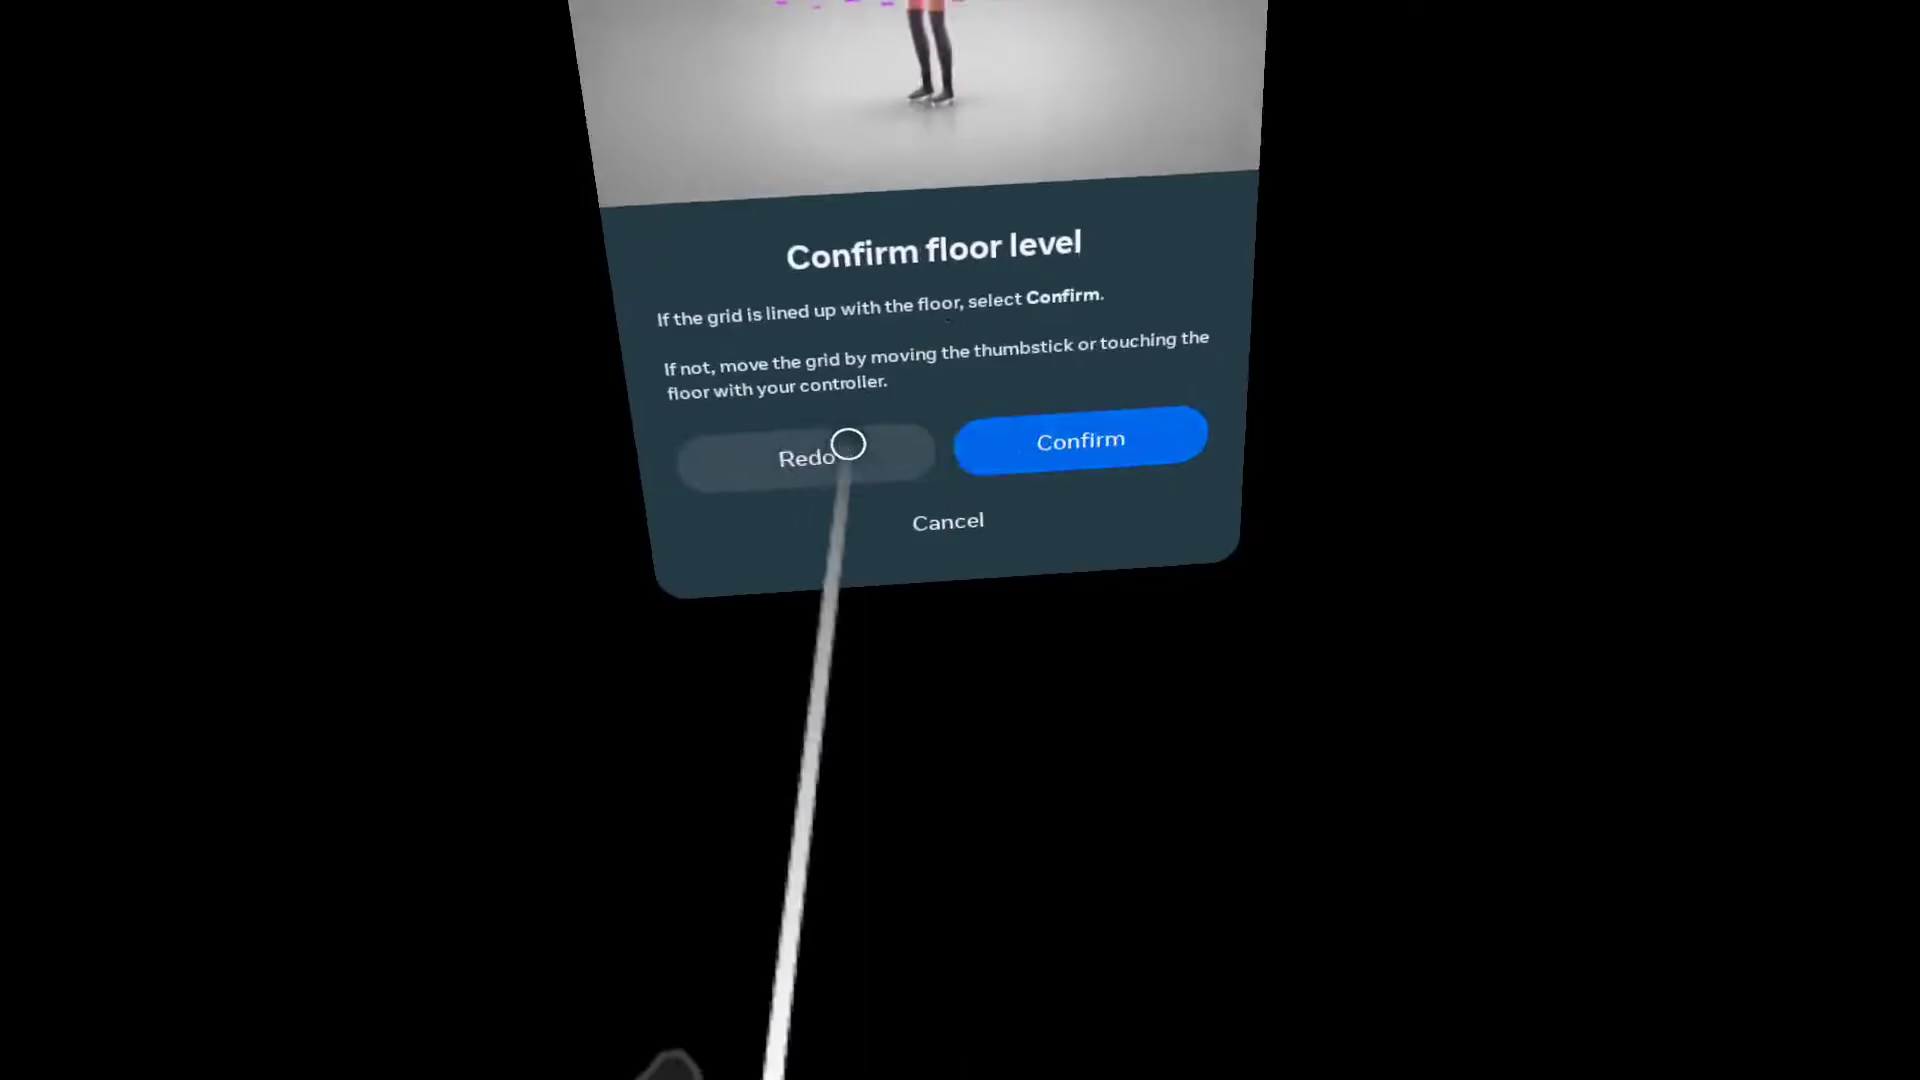 Confirm floor level
If the grid is lined up with the floor, select Confirm.
If not, move the grid by moving the thumbstick or touching the
floor with your controller.
Redo
Confirm
Cancel